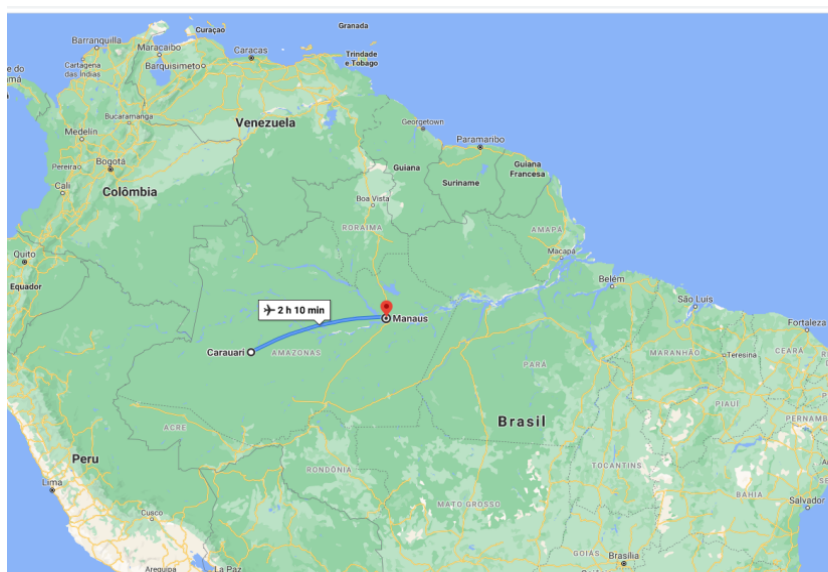 Granada
Curaçao
Barranquilla
Maracaibo
Caracas
Trindade
e Tobago
Cartagena
das Índias
Barquisimeto
e do
Bucaramanga
Venezuela
Georgetown
Medelín
Paramaribo
Pereira
Bogotá
Guiana
Guiana
Francesa
Suriname
Cali
Colômbia
Boa Vista
RORAIMA
AMAPÁ
Quito
Macapá
Equador
Belém
São Luís
2 h 10 min
Manaus
Fortaleza
Carauari
AMAZONAS
MARANHÃO
Teresina
CEARÁ
PARÁ
PIAUÍ
Brasil
PERNAMB
ACRE
Peru
TOCANTINS
RONDÔNIA
Lima
MATO GROSSO
BAHIA
Salvador
Cusco
GOIÁS
Brasília
Arequipa
La Paz